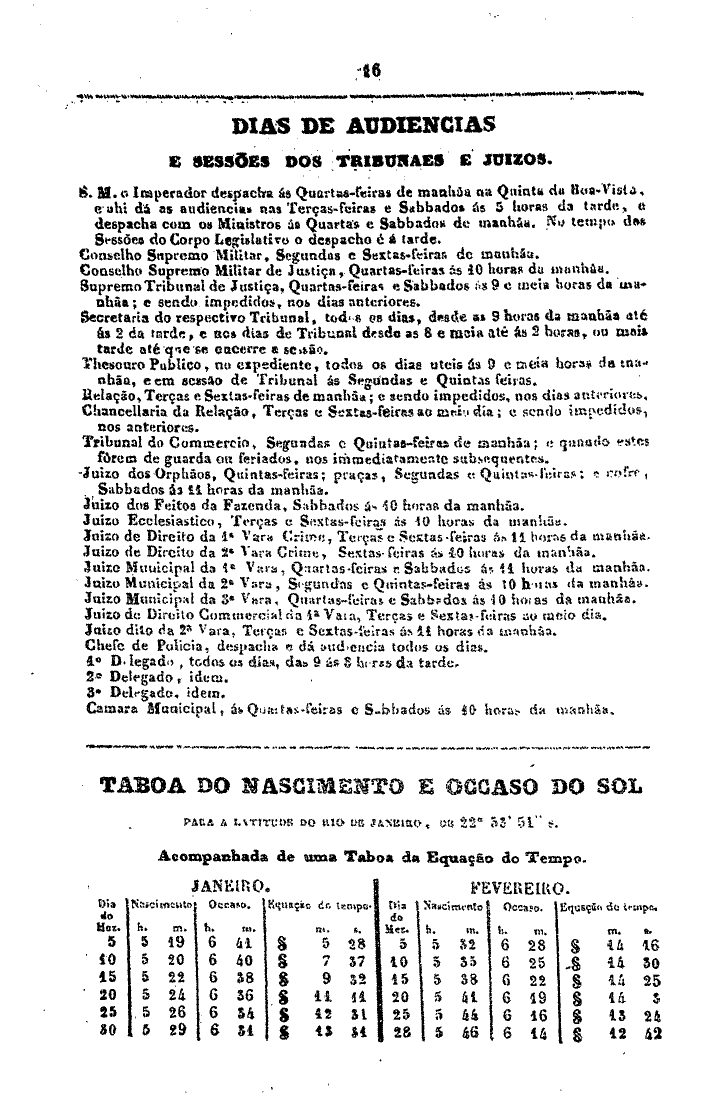 16
DIAS DE AUDIENCIAS
E SESSÕES DOS TRIBUNAES E JUIZOS.
S. M. o Imperador despacha ás Quartas-feiras de manhãa na Quinta da Boa-Vista,
e ahi dá as audiencias nas Terças-feiras e Sabbados ás 5 horas da tarde, e
despacha com os Ministros ás Quartas e Sabbados de manhãa. No tempo das
Sessões do Corpo Legislativo o despacho é á tarde.
Conselho Supremo Militar, Segundas e Sextas-feiras de manhãa.
Conselho Supremo Militar de Justiça, Quartas-feiras ás 10 horas da manhãa.
Supremo Tribunal de Justiça, Quartas-feiras e Sabbados ás 9 e meia horas da ma-
nhãa; e sendo impedidos, nos dias anteriores.
Secretaria do respectivo Tribunal, todos os dias, desde as 9 horas da manhãa até
ás 2 da tarde, e nos dias de Tribunal desde as 8 e meia até ás 2 horas, ou mais
tarde até que se encerre a sessão.
Thesouro Publico, no expediente, todos os dias uteis ás 9 e meia horas da ma-
nhãa, e em sessão de Tribunal ás Segundas e Quintas feiras.
Relação, Terças e Sextas-feiras de manhãa; e sendo impedidos, nos dias anteriores.
Chancellaria da Relação, Terças e Sextas-feiras ao meio dia; e sendo impedidos,
nos anteriores.
Tribunal do Commercio, Segundas e Quintas-feiras de manhãa; e quando estes
fôrem de guarda ou feriados, nos immediatamente subsequentes.
Juizo dos Orphãos, Quintas-feiras; praças, Segundas e Quintas-feiras; e cofre,
Sabbados ás 11 horas da manhãa.
Juizo dos Feitos da Fazenda, Sabbados ás 10 horas da manhãa.
Juizo Ecclesiastico, Terças e Sextas-feiras ás 10 horas da manhãa.
Juizo de Direito da 1ª Vara Crime, Terças e Sextas-feiras ás 11 horas da manhãa.
Juizo de Direito da 2ª Vara Crime, Sextas-feiras ás 10 horas da manhãa.
Juizo Municipal da 1ª Vara, Quartas-feiras e Sabbados ás 11 horas da manhãa.
Juizo Municipal da 2ª Vara, Segundas e Quintas-feiras ás 10 horas da manhãa.
Juizo Municipal da 3ª Vara, Quartas-feiras e Sabbados ás 10 horas da manhãa.
Juizo de Direito Commercial da 1ª Vara, Terças e Sextas-feiras ao meio dia.
Juizo dito da 2ª Vara, Terças e Sextas-feiras ás 11 horas da manhãa.
Chefe de Policia, despacha e dá audiencia todos os dias.
1º Delegado, todos os dias, das 9 ás 3 horas da tarde.
2º Delegado, idem.
3º Delegado, idem.
Camara Municipal, ás Quartas-feiras e Sabbados ás 10 horas da manhãa.
TABOA DO NASCIMENTO E OCCASO DO SOL
PARA A LATITUDE DO RIO DE JANEIRO, OU 22º 53' 51" S.
Acompanhada de uma Taboa da Equação do Tempo.
JANEIRO. FEVEREIRO.
Dia do Mez. Nascimento Occaso. Equação do tempo. Dia do Mez. Nascimento Occaso. Equação do tempo.
h. m. h. m. m. s. h. m. h. m. m. s.
5 5 19 6 41 S 5 28 5 5 32 6 28 S 14 16
10 5 20 6 40 S 7 37 10 5 35 6 25 S 14 30
15 5 22 6 38 S 9 32 15 5 38 6 22 S 14 25
20 5 24 6 36 S 11 11 20 5 41 6 19 S 14 3
25 5 26 6 34 S 12 31 25 5 44 6 16 S 13 24
30 5 29 6 31 S 13 31 28 5 46 6 14 S 12 42